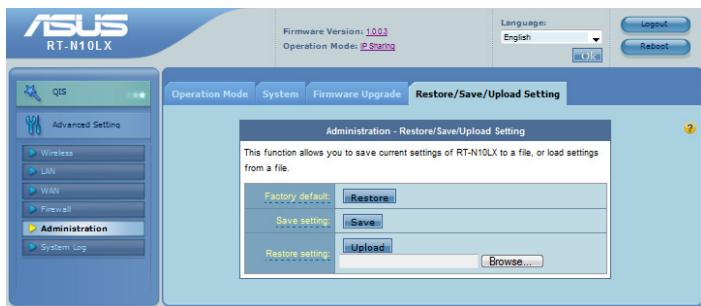 ASUS
RT-N10LX
Firmware Version: 1.0.0.3
Operation Mode: IP Sharing
Language:
English
Ok
Logout
Reboot
QIS
Advanced Setting
Wireless
LAN
WAN
Firewall
Administration
System Log
Operation Mode System Firmware Upgrade Restore/Save/Upload Setting
Administration - Restore/Save/Upload Setting
This function allows you to save current settings of RT-N10LX to a file, or load settings
from a file.
Factory default: Restore
Save setting: Save
Restore setting: Upload
Browse...